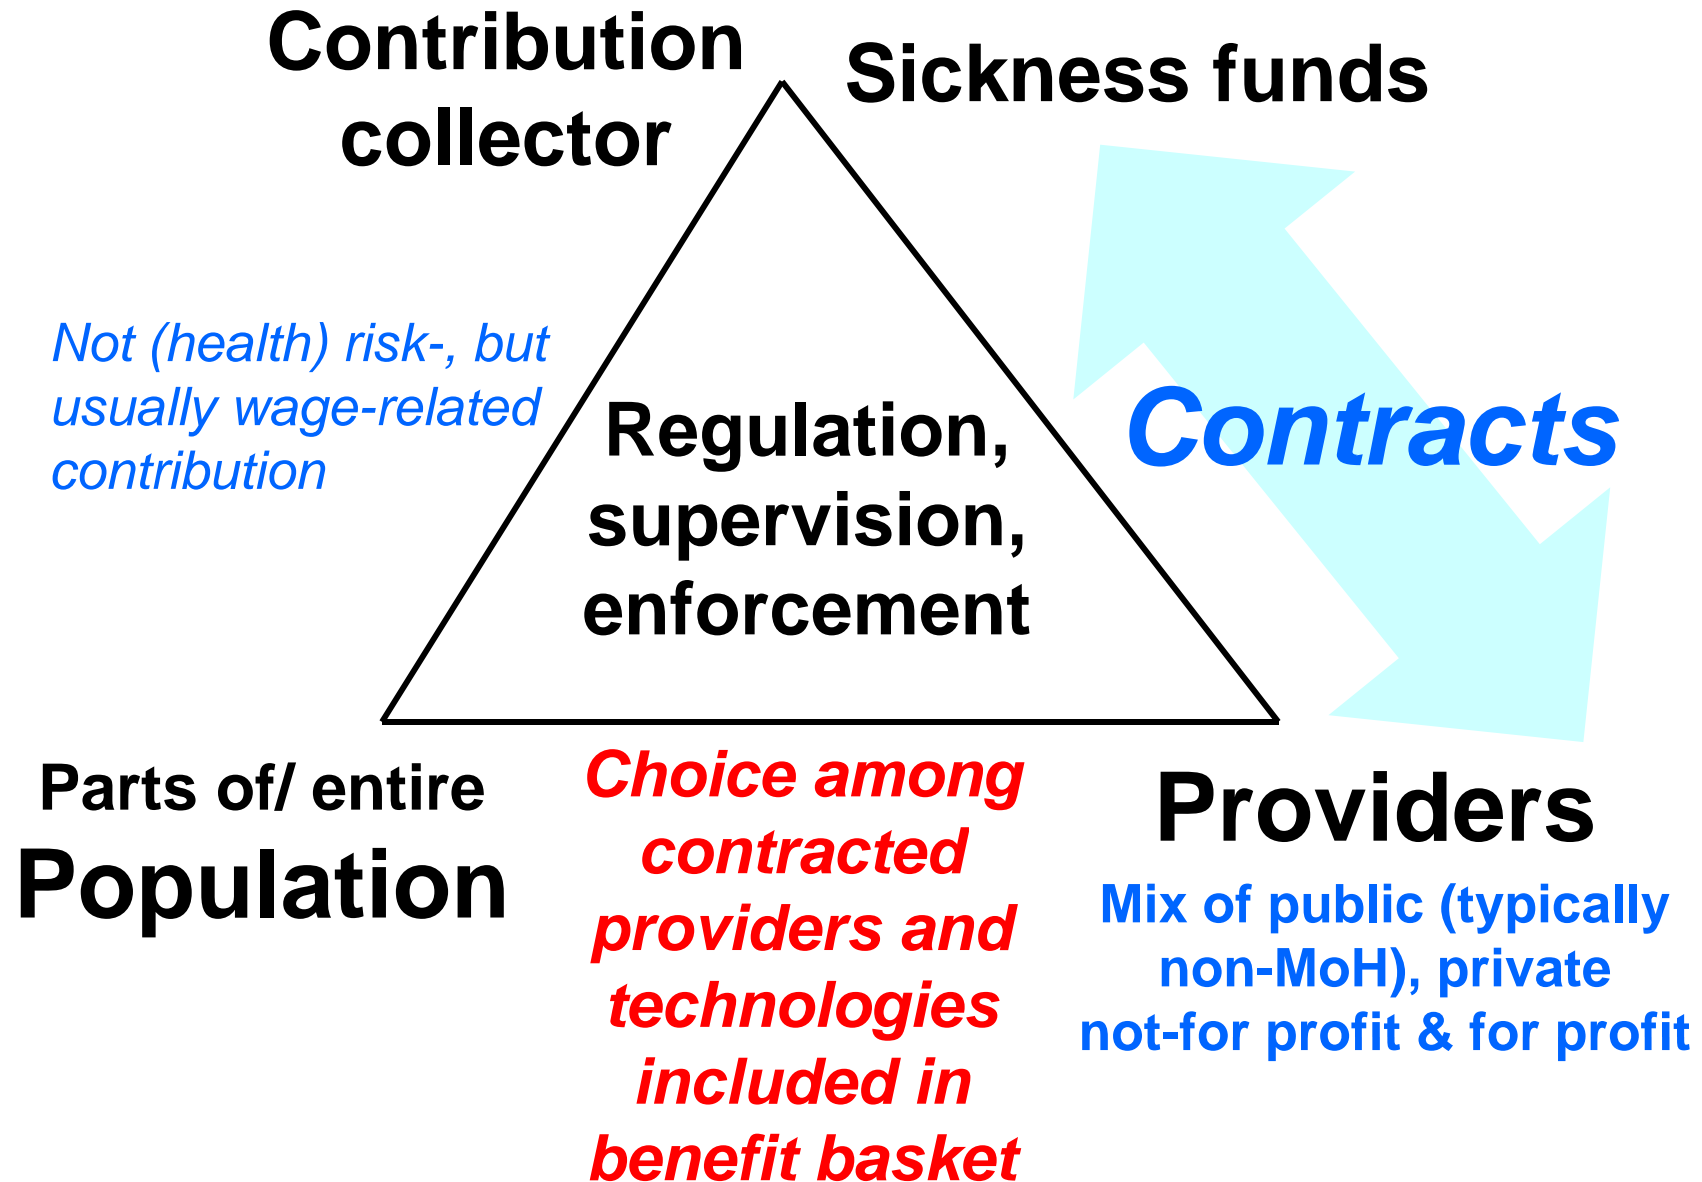 Contribution
collector
Sickness funds
Not (health) risk-, but
usually wage-related
contribution
Regulation,
supervision,
enforcement
Contracts
Parts of/ entire
Population
Choice among
contracted
providers and
technologies
included in
benefit basket
Providers
Mix of public (typically
non-MoH), private
not-for profit & for profit